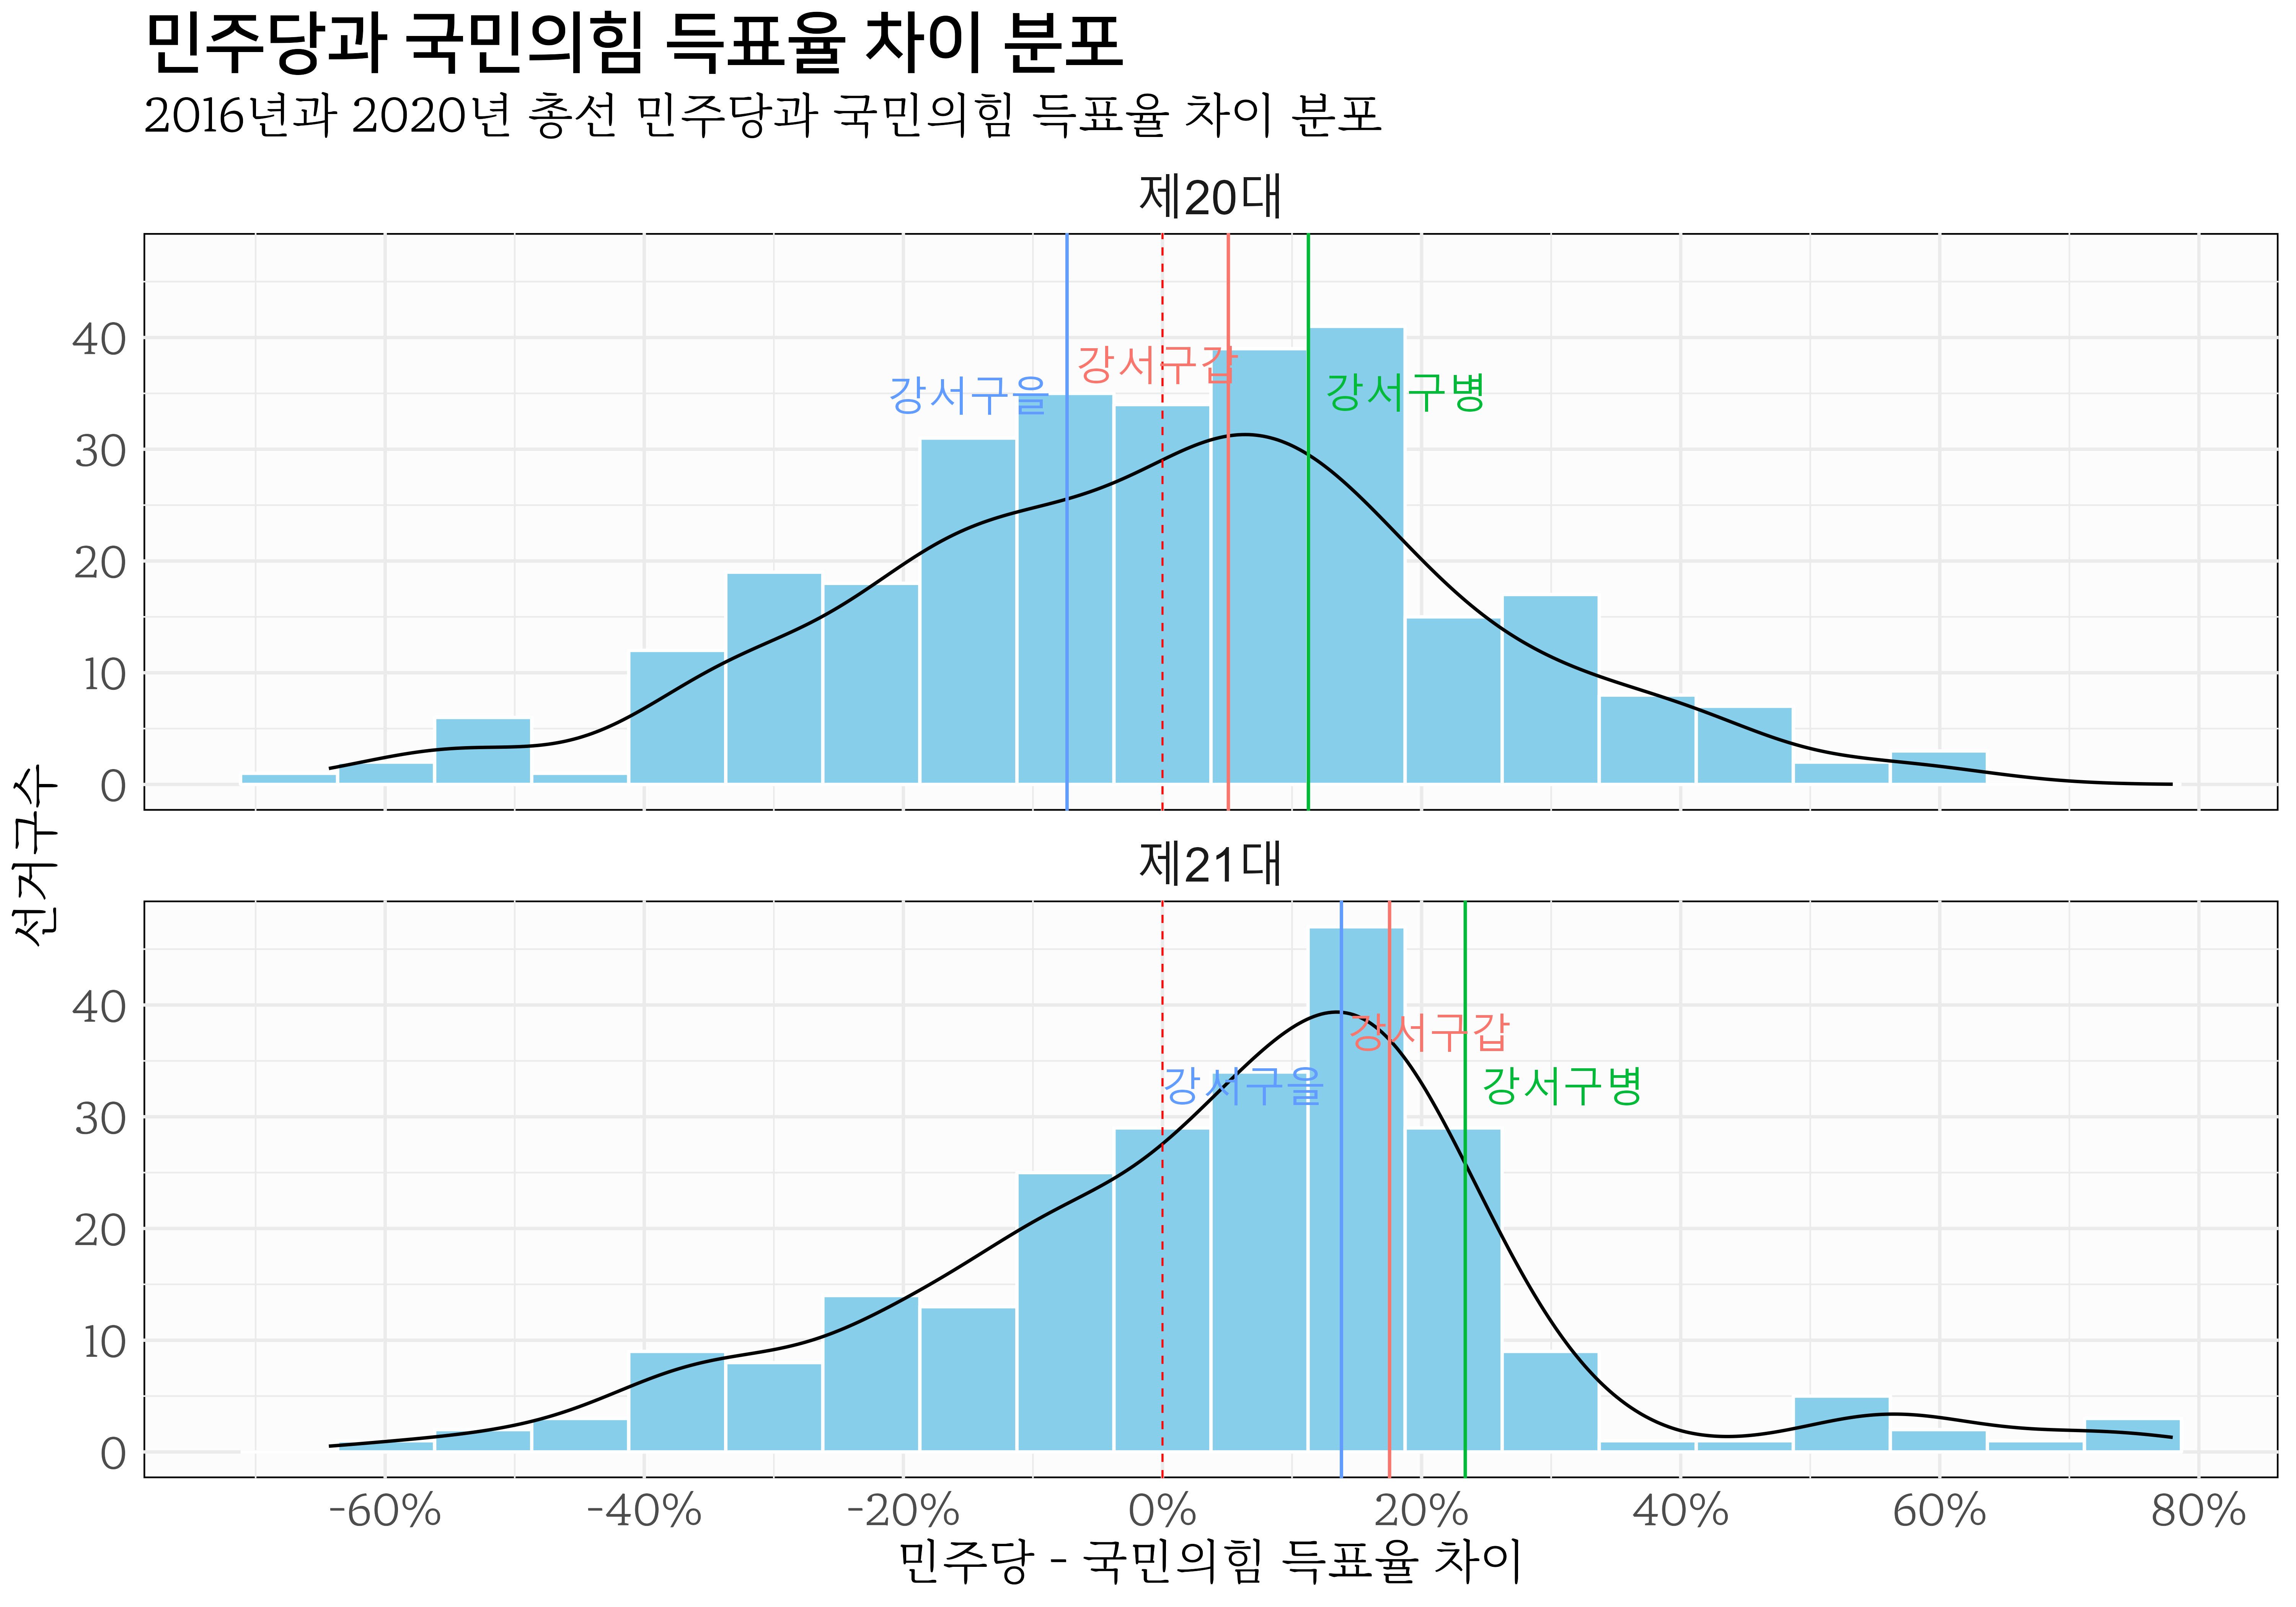 민주당과 국민의힘 득표율 차이 분포
2016년과 2020년 총선 민주당과 국민의힘 득표율 차이 분포
제20대
40
30
20
10
0
강서구을
강서구갑
강서구병
선거구수
제21대
40
30
20
10
0
강서구갑
강서구을
강서구병
-60% -40% -20% 0% 20% 40% 60% 80%
민주당 - 국민의힘 득표율 차이